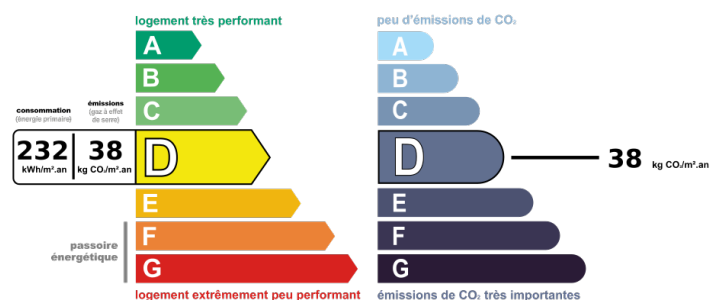 logement très performant
A
B
C
consommation
(énergie primaire)
émissions
(gaz à effet
de serre)
232
kWh/m².an
38
kg CO₂/m².an
D
E
F
G
passoire
énergétique
logement extrêmement peu performant
peu d'émissions de CO₂
A
B
C
D
38
kg CO₂/m².an
E
F
G
émissions de CO₂ très importantes